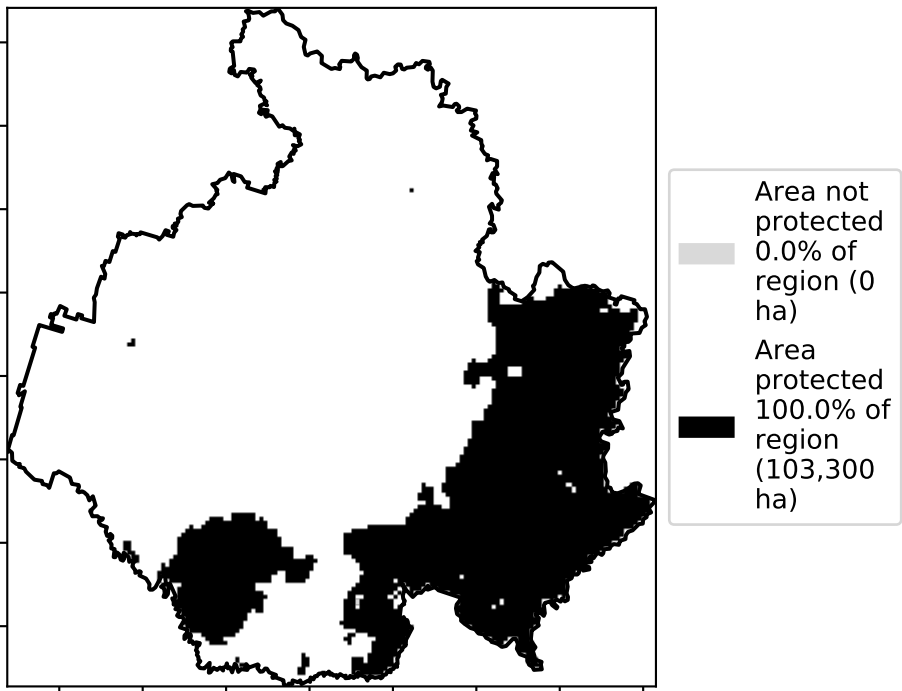 Area not
protected
0.0% of
region (0
ha)
Area
protected
100.0% of
region
(103,300
ha)